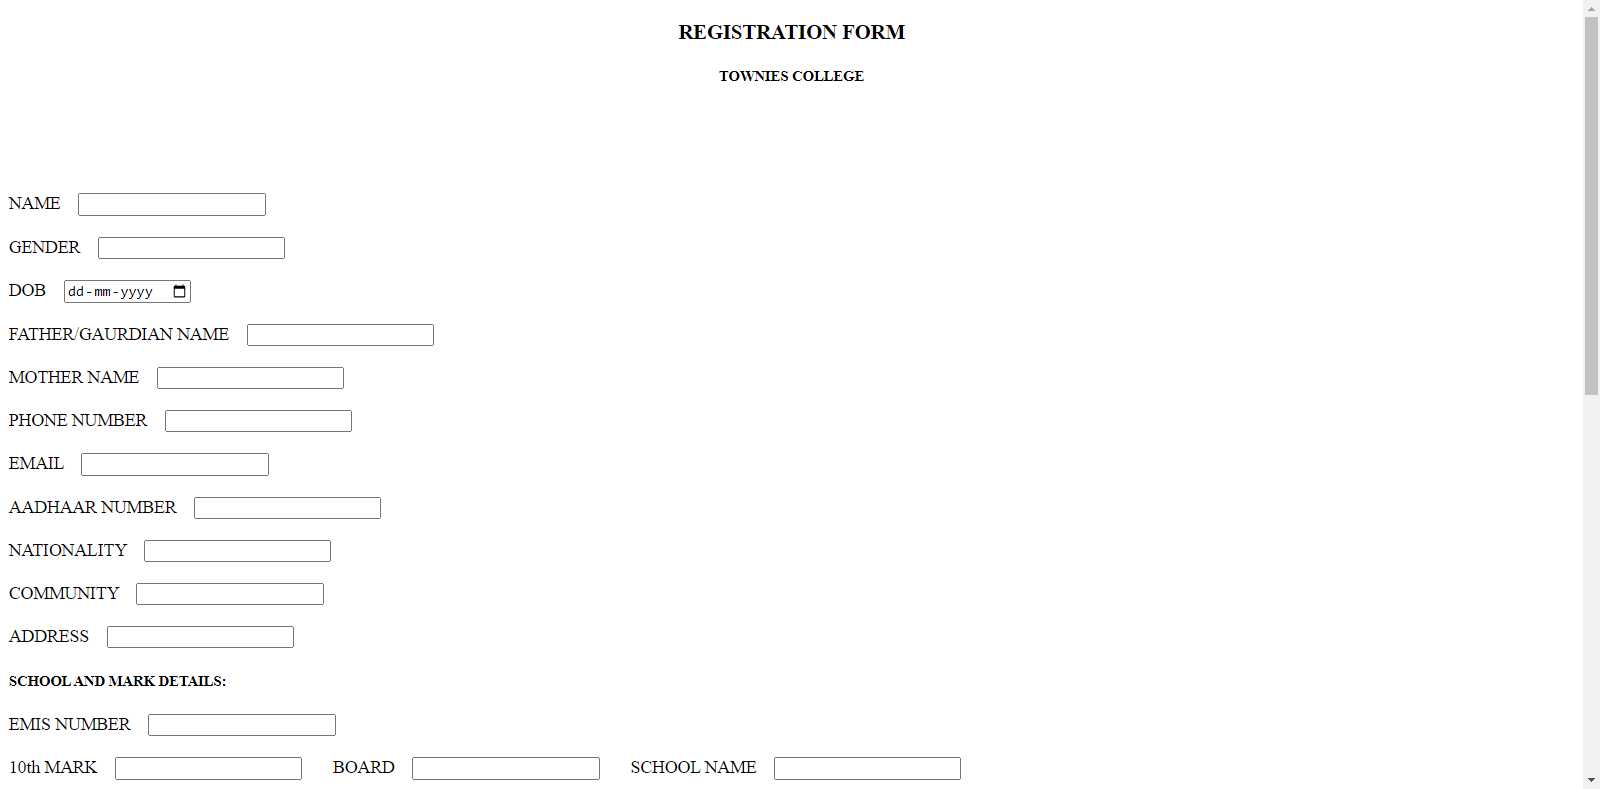 REGISTRATION FORM
TOWNIES COLLEGE
NAME
GENDER
DOB dd-mm-yyyy
FATHER/GAURDIAN NAME
MOTHER NAME
PHONE NUMBER
EMAIL
AADHAAR NUMBER
NATIONALITY
COMMUNITY
ADDRESS
SCHOOL AND MARK DETAILS:
EMIS NUMBER
10th MARK BOARD SCHOOL NAME